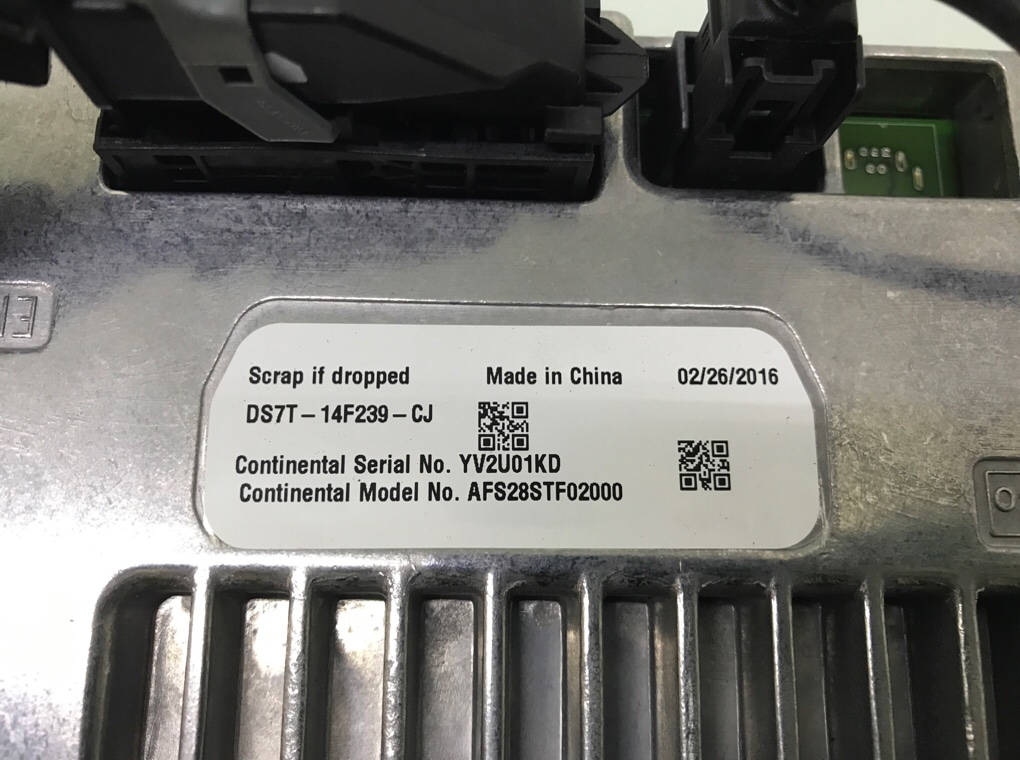 Scrap if dropped Made in China 02/26/2016
DS7T-14F239-CJ
Continental Serial No. YV2U01KD
Continental Model No. AFS28STF02000